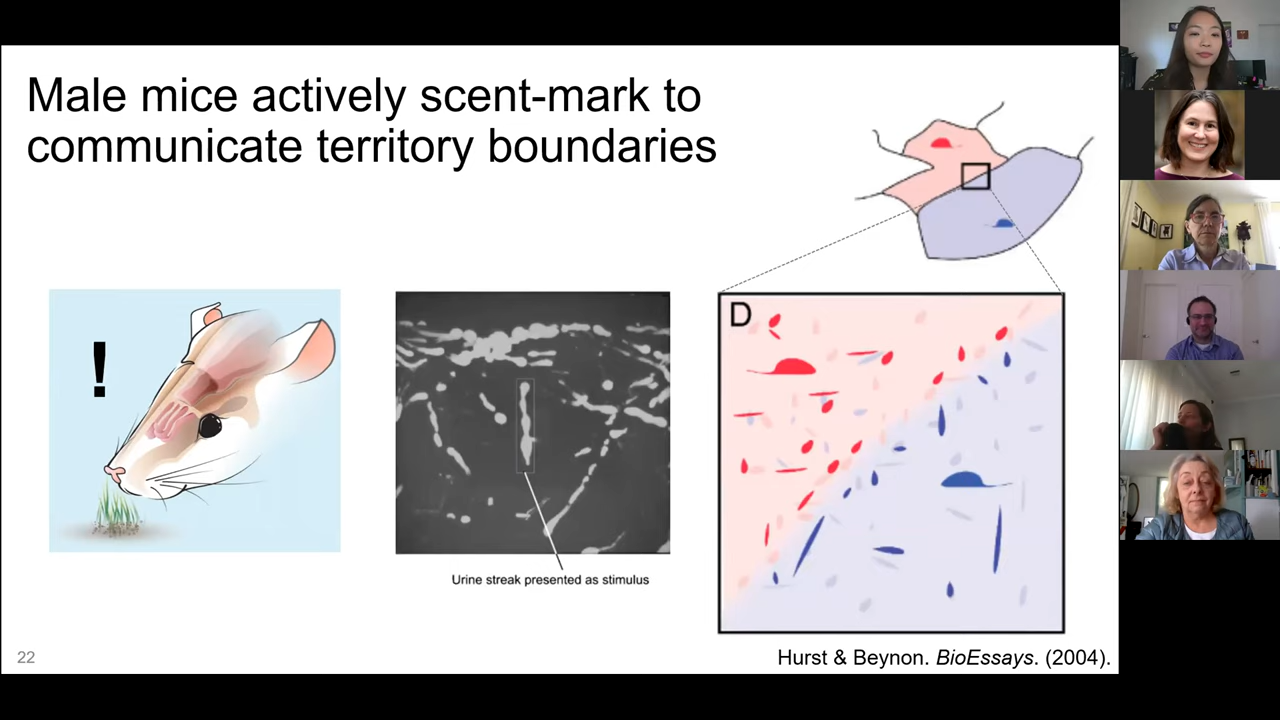 Male mice actively scent-mark to
communicate territory boundaries
!
D
Urine streak presented as stimulus
22
Hurst & Beynon. BioEssays. (2004).